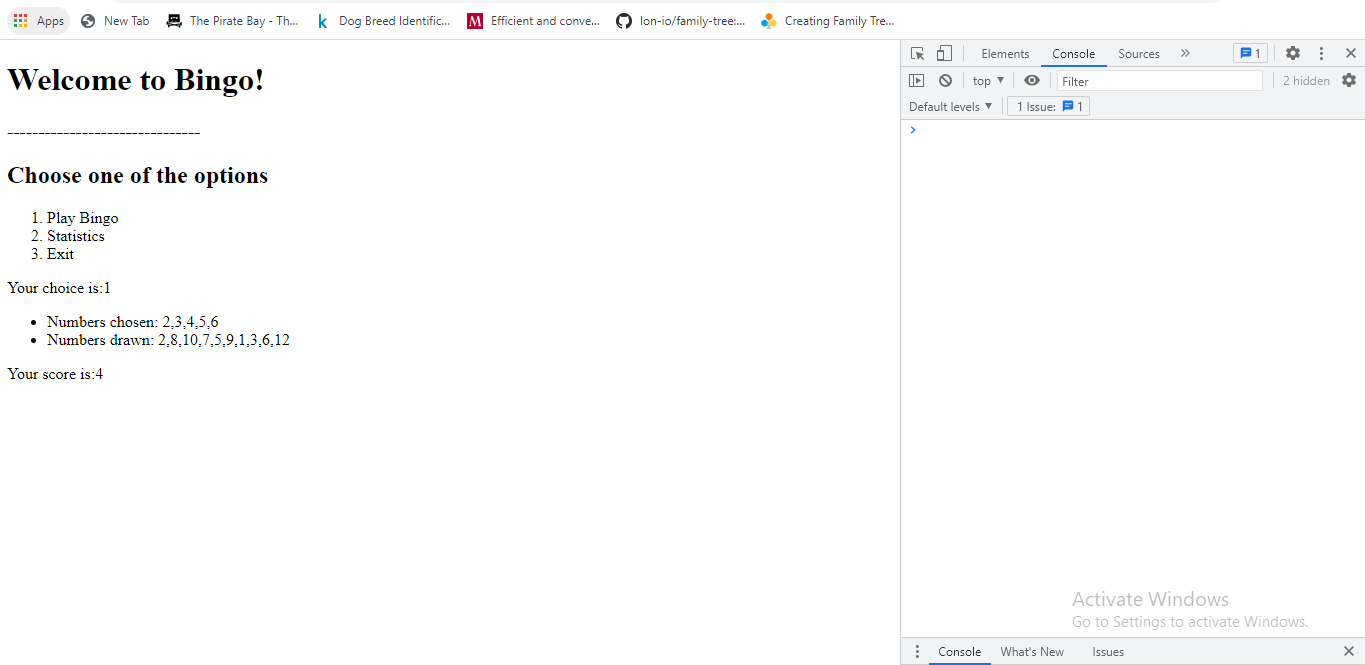 Apps New Tab The Pirate Bay - Th... Dog Breed Identific... Efficient and conve... lon-io/family-tree:... Creating Family Tre...
Welcome to Bingo!
-------------------------------
Choose one of the options
1. Play Bingo
2. Statistics
3. Exit
Your choice is:1
• Numbers chosen: 2,3,4,5,6
• Numbers drawn: 2,8,10,7,5,9,1,3,6,12
Your score is:4
Elements Console Sources » 1
top ▼ Filter 2 hidden
Default levels ▼ 1 Issue: 1
Activate Windows
Go to Settings to activate Windows.
Console What's New Issues